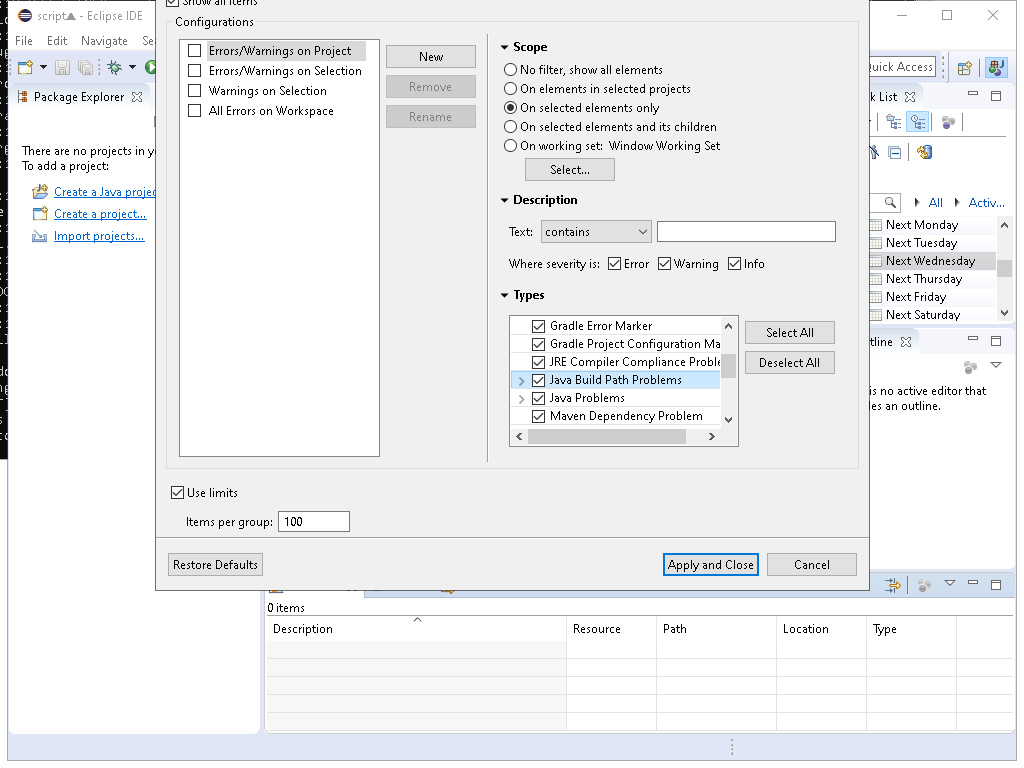 script - Eclipse IDE
Show all items
File Edit Navigate Se
Configurations
Errors/Warnings on Project
Errors/Warnings on Selection
Warnings on Selection
All Errors on Workspace
New
Remove
Rename
Scope
No filter, show all elements
On elements in selected projects
On selected elements only
On selected elements and its children
On working set: Window Working Set
Select...
Description
Text: contains
Where severity is: Error Warning Info
Types
Gradle Error Marker
Gradle Project Configuration Ma
JRE Compiler Compliance Proble
Java Build Path Problems
Java Problems
Maven Dependency Problem
Select All
Deselect All
Use limits
Items per group: 100
Restore Defaults
Apply and Close
Cancel
Package Explorer
There are no projects in y
To add a project:
Create a Java projec
Create a project...
Import projects...
Quick Access
k List
All Activ...
Next Monday
Next Tuesday
Next Wednesday
Next Thursday
Next Friday
Next Saturday
tline
is no active editor that
des an outline.
0 items
Description Resource Path Location Type